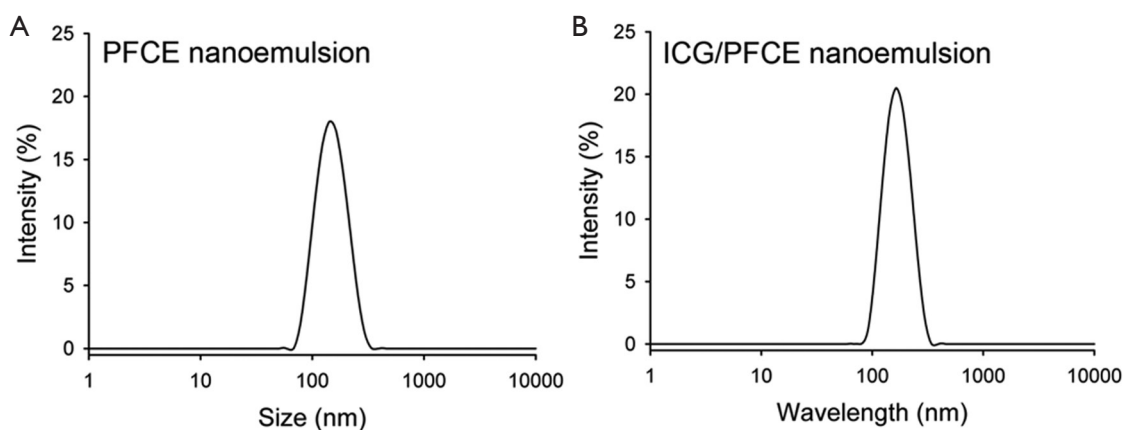 A
PFCE nanoemulsion
25
20
15
10
5
0
Intensity (%)
1 10 100 1000 10000
Size (nm)
B
ICG/PFCE nanoemulsion
25
20
15
10
5
0
Intensity (%)
1 10 100 1000 10000
Wavelength (nm)